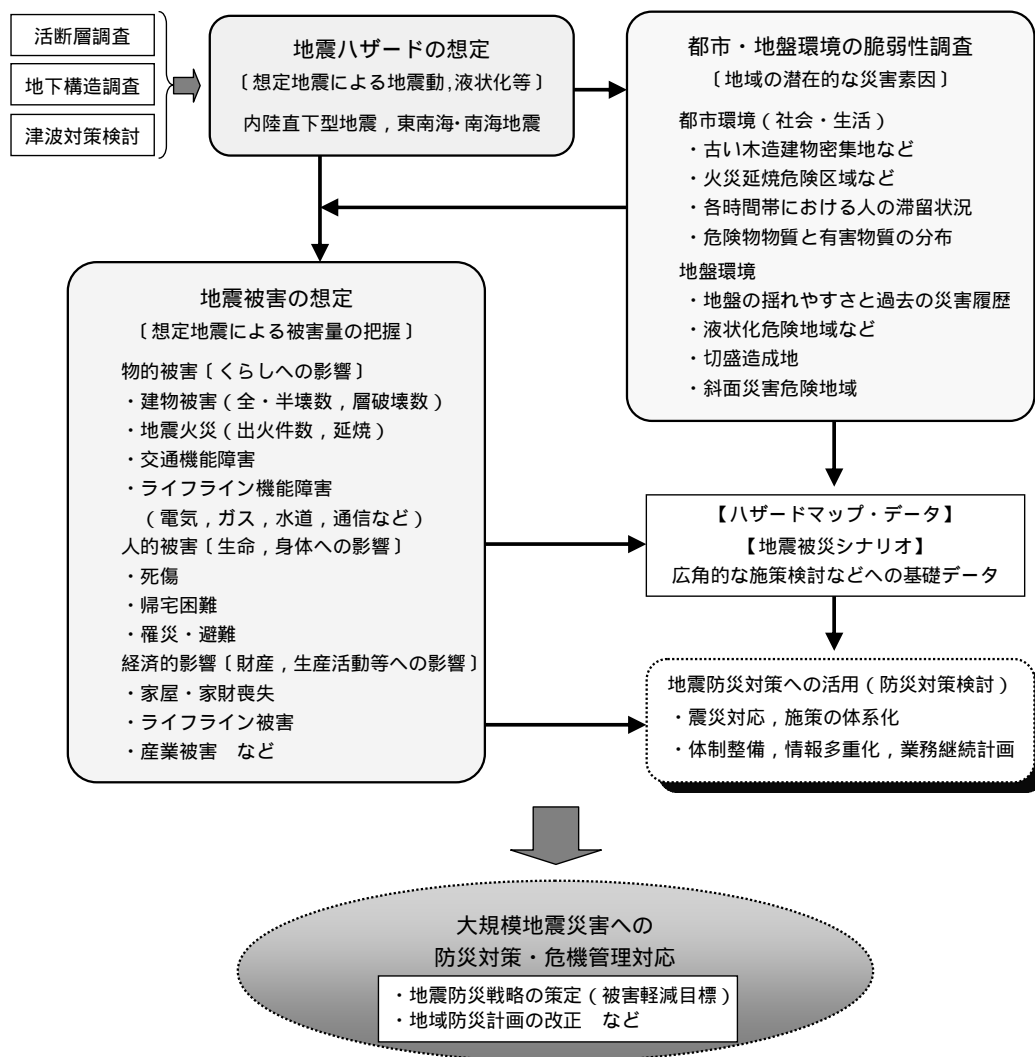 活断層調査
地下構造調査
津波対策検討
地震ハザードの想定
〔想定地震による地震動,液状化等〕
内陸直下型地震，東南海・南海地震
都市・地盤環境の脆弱性調査
〔地域の潜在的な災害素因〕
都市環境（社会・生活）
・古い木造建物密集地など
・火災延焼危険区域など
・各時間帯における人の滞留状況
・危険物物質と有害物質の分布
地盤環境
・地盤の揺れやすさと過去の災害履歴
・液状化危険地域など
・切盛造成地
・斜面災害危険地域
地震被害の想定
〔想定地震による被害量の把握〕
物的被害〔くらしへの影響〕
・建物被害（全・半壊数，層破壊数）
・地震火災（出火件数，延焼）
・交通機能障害
・ライフライン機能障害
（電気，ガス，水道，通信など）
人的被害〔生命，身体への影響〕
・死傷
・帰宅困難
・罹災・避難
経済的影響〔財産，生産活動等への影響〕
・家屋・家財喪失
・ライフライン被害
・産業被害　など
【ハザードマップ・データ】
【地震被災シナリオ】
広角的な施策検討などへの基礎データ
地震防災対策への活用（防災対策検討）
・震災対応，施策の体系化
・体制整備，情報多重化，業務継続計画
大規模地震災害への
防災対策・危機管理対応
・地震防災戦略の策定（被害軽減目標）
・地域防災計画の改正　など